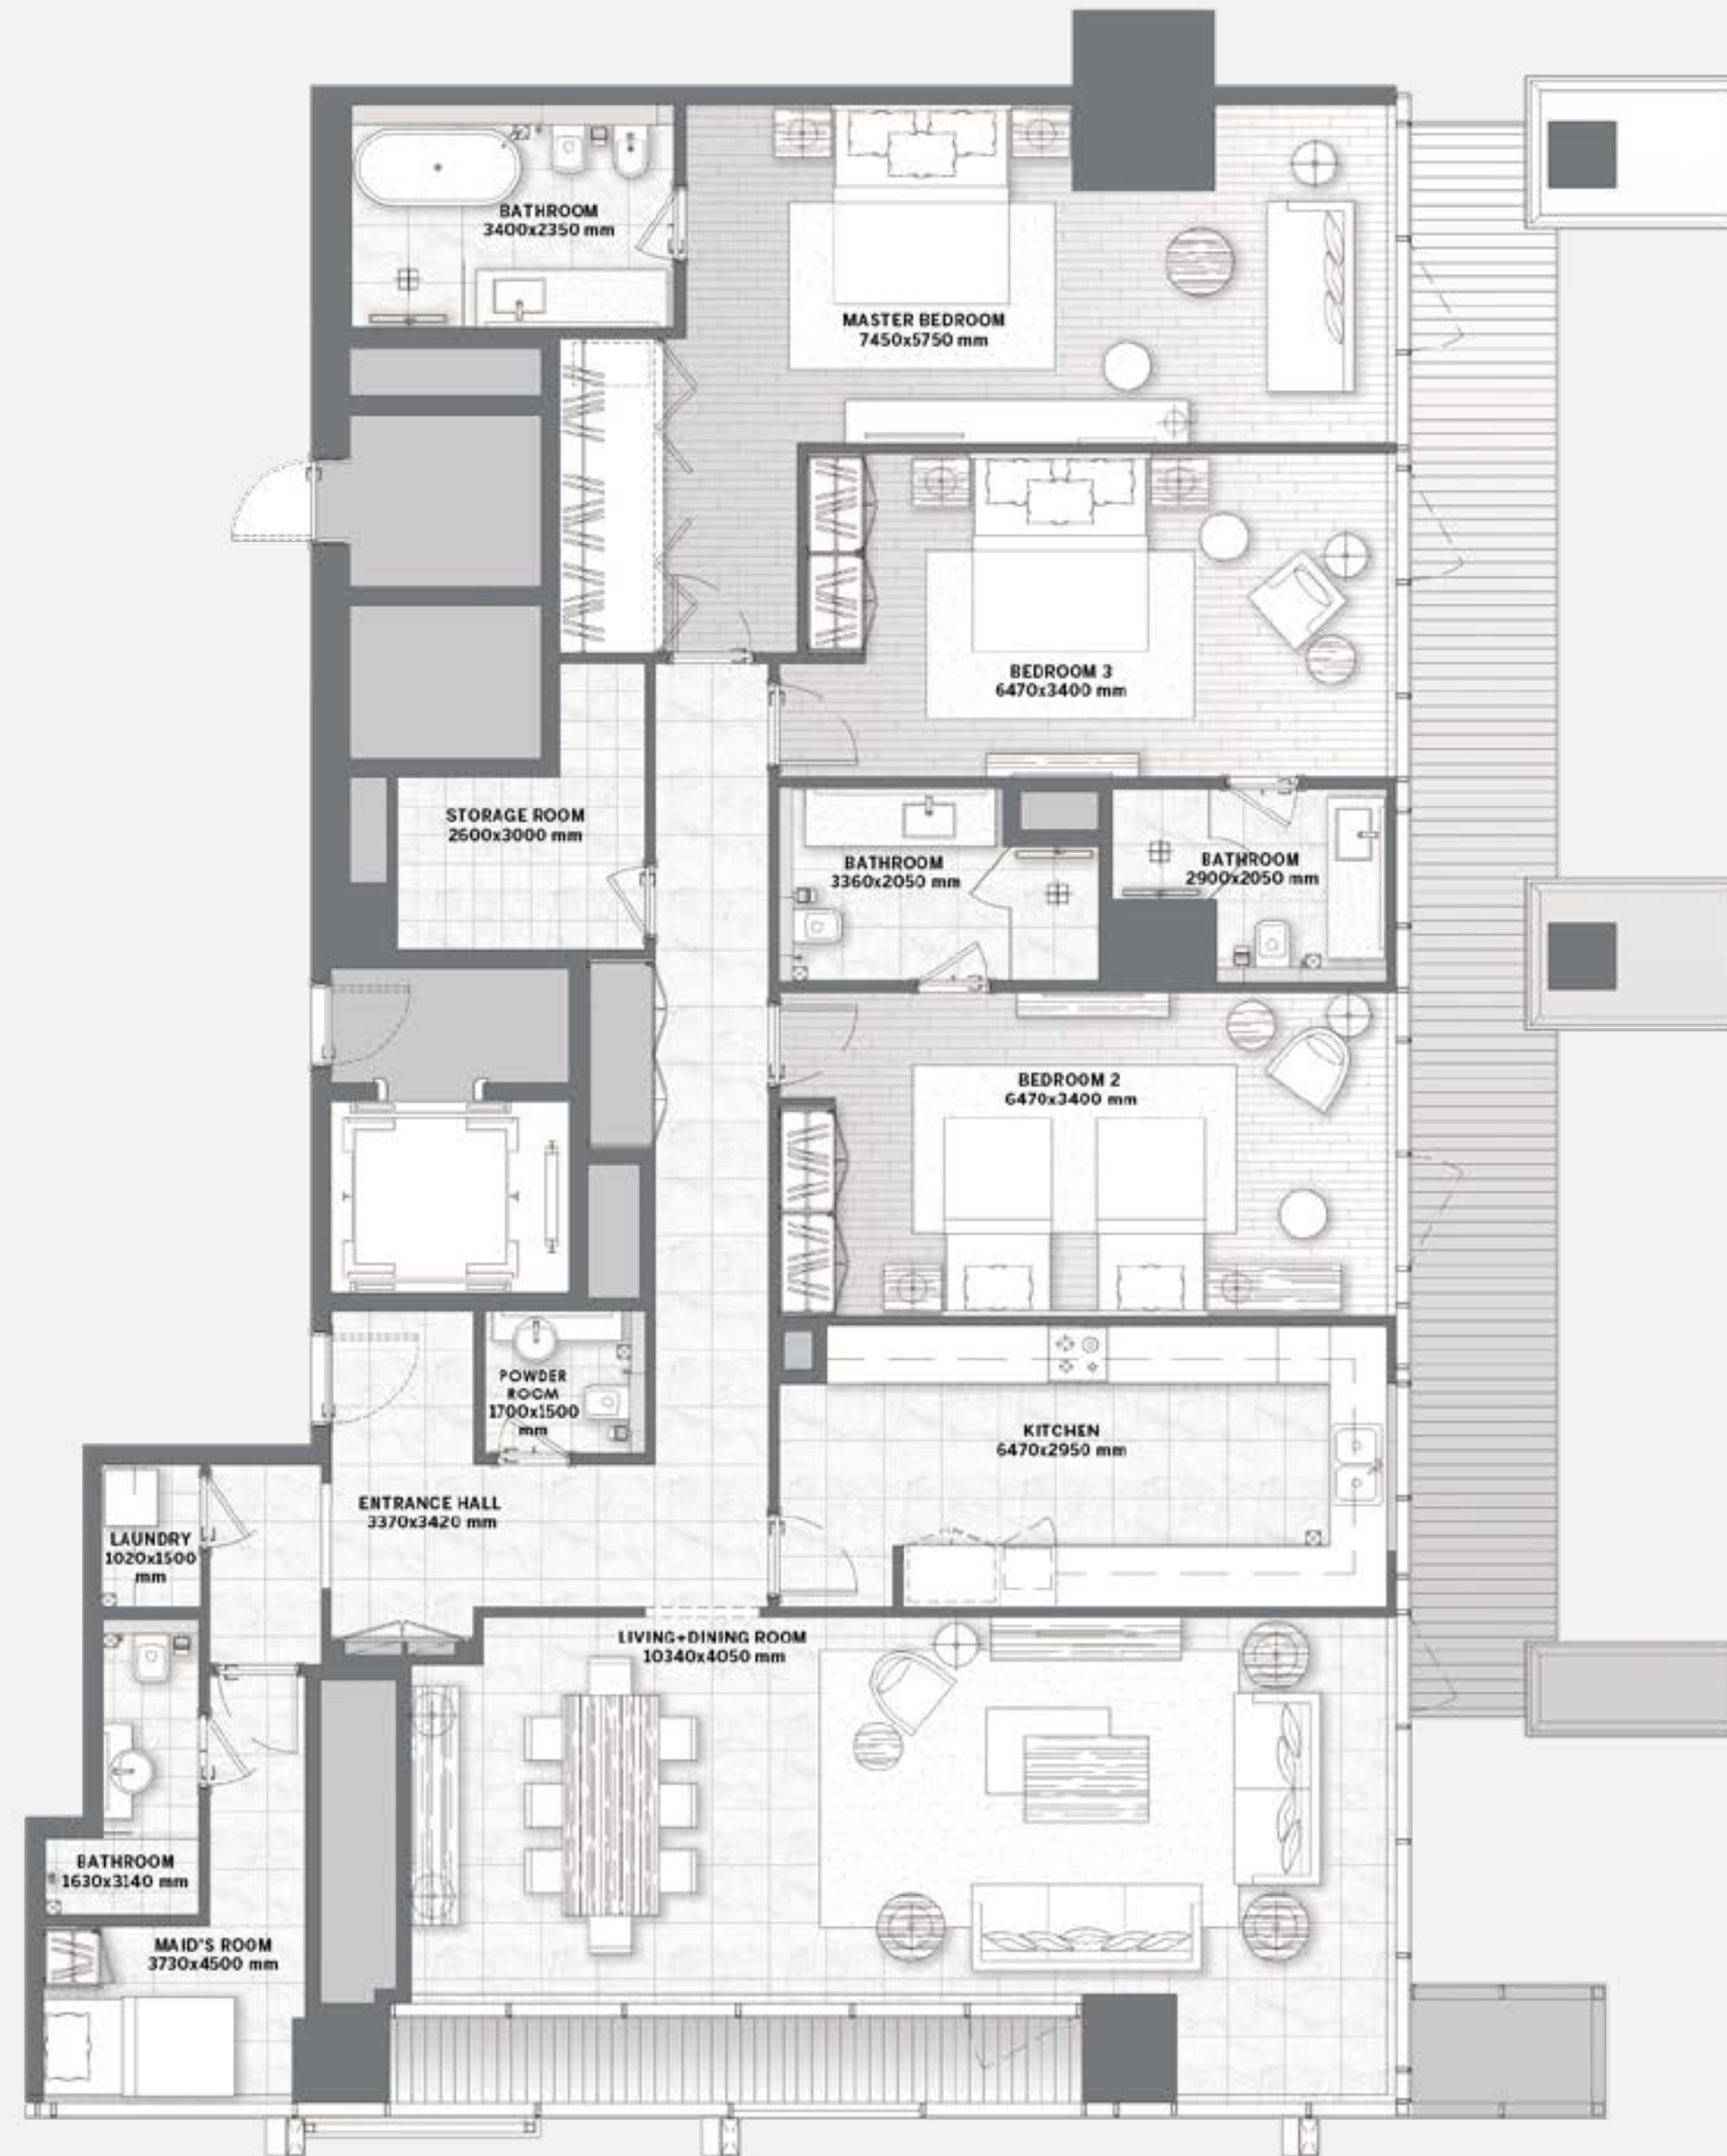 BATHROOM
3400x2350 mm
MASTER BEDROOM
7450x5750 mm
BEDROOM 3
6470x3400 mm
STORAGE ROOM
2600x3000 mm
BATHROOM
3360x2050 mm
BATHROOM
2900x2050 mm
BEDROOM 2
6470x3400 mm
POWDER
ROOM
1700x1500
mm
KITCHEN
6470x2950 mm
ENTRANCE HALL
3370x3420 mm
LAUNDRY
1020x1500
mm
LIVING+DINING ROOM
10340x4050 mm
BATHROOM
1630x3140 mm
MAID'S ROOM
3730x4500 mm